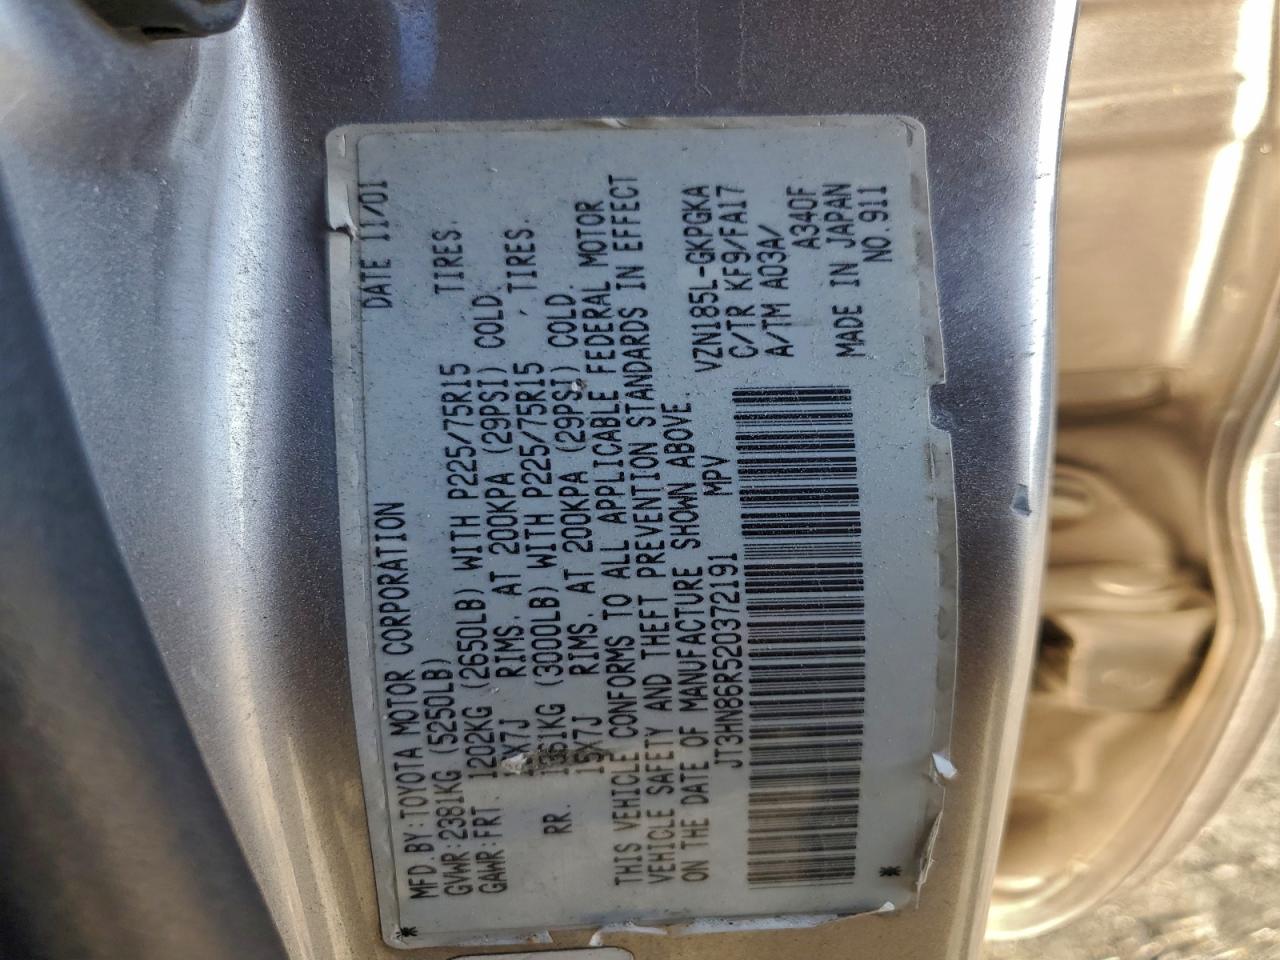 MFD.BY:TOYOTA MOTOR CORPORATION DATE 11/01
GVWR:2381KG (5250LB)
GAWR:FRT. 1202KG (2650LB) WITH P225/75R15 TIRES.
15X7J RIMS. AT 200KPA (29PSI) COLD.
RR. 1361KG (3000LB) WITH P225/75R15 TIRES.
15X7J RIMS. AT 200KPA (29PSI) COLD.
THIS VEHICLE CONFORMS TO ALL APPLICABLE FEDERAL MOTOR
VEHICLE SAFETY AND THEFT PREVENTION STANDARDS IN EFFECT
ON THE DATE OF MANUFACTURE SHOWN ABOVE.
JT3HN86R520372191 MPV VZN185L-GKPGKA
C/TR KF9/FA17
A/TM A03A/
A340F
MADE IN JAPAN
NO.911